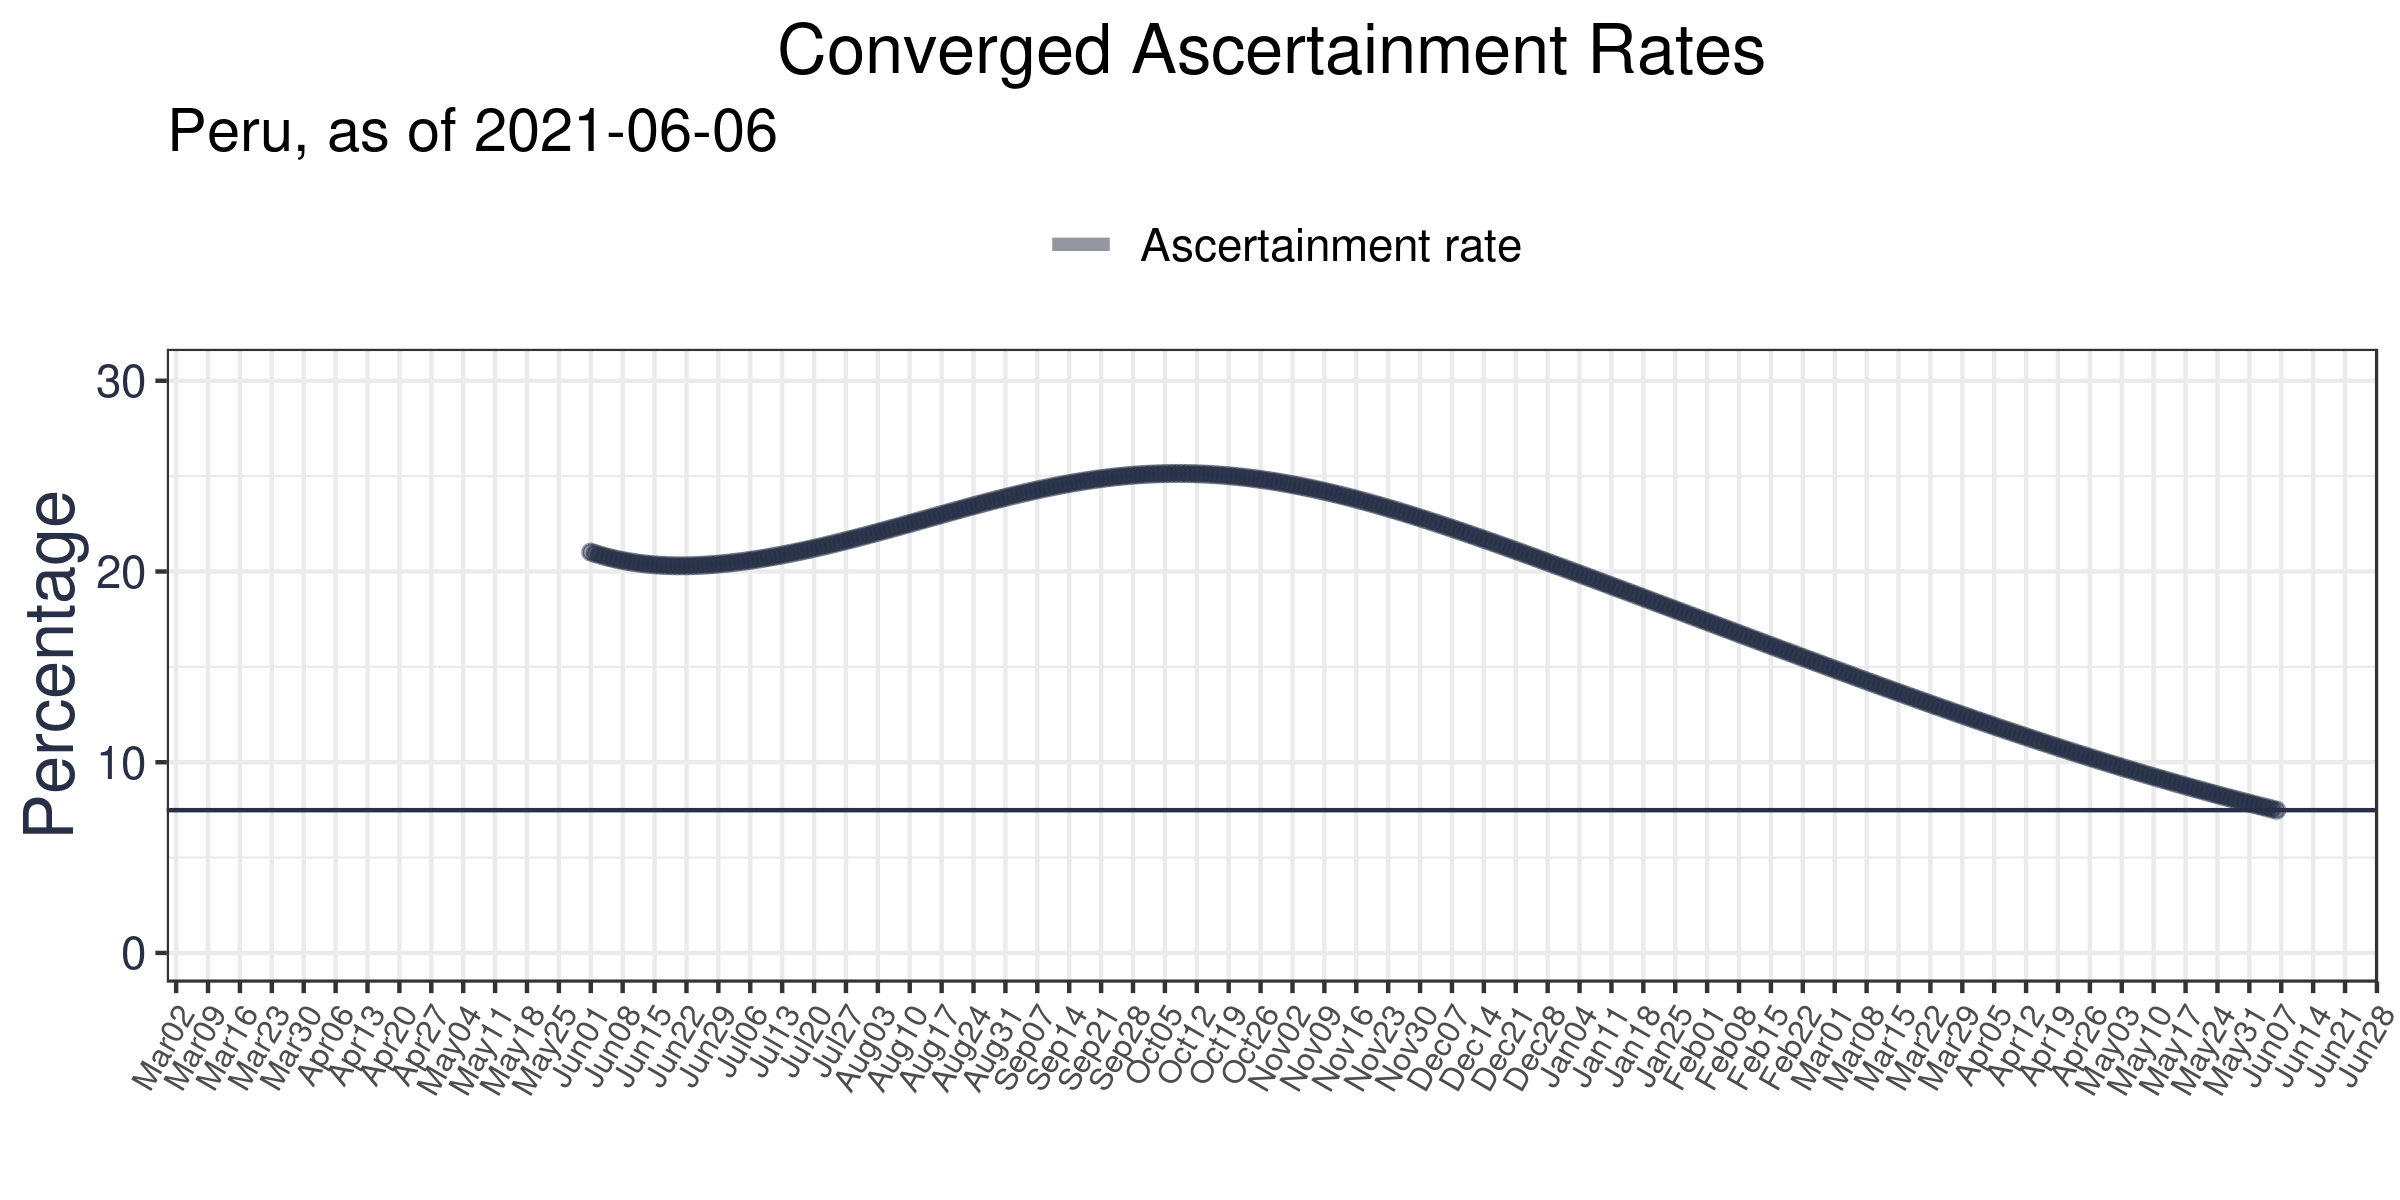 Converged Ascertainment Rates
Peru, as of 2021-06-06
Ascertainment rate
Percentage
30
20
10
0
Mar02
Mar09
Mar16
Mar23
Mar30
Apr06
Apr13
Apr20
Apr27
May04
May11
May18
May25
Jun01
Jun08
Jun15
Jun22
Jun29
Jul06
Jul13
Jul20
Jul27
Aug03
Aug10
Aug17
Aug24
Aug31
Sep07
Sep14
Sep21
Sep28
Oct05
Oct12
Oct19
Oct26
Nov02
Nov09
Nov16
Nov23
Nov30
Dec07
Dec14
Dec21
Dec28
Jan04
Jan11
Jan18
Jan25
Feb01
Feb08
Feb15
Feb22
Mar01
Mar08
Mar15
Mar22
Mar29
Apr05
Apr12
Apr19
Apr26
May03
May10
May17
May24
May31
Jun07
Jun14
Jun21
Jun28